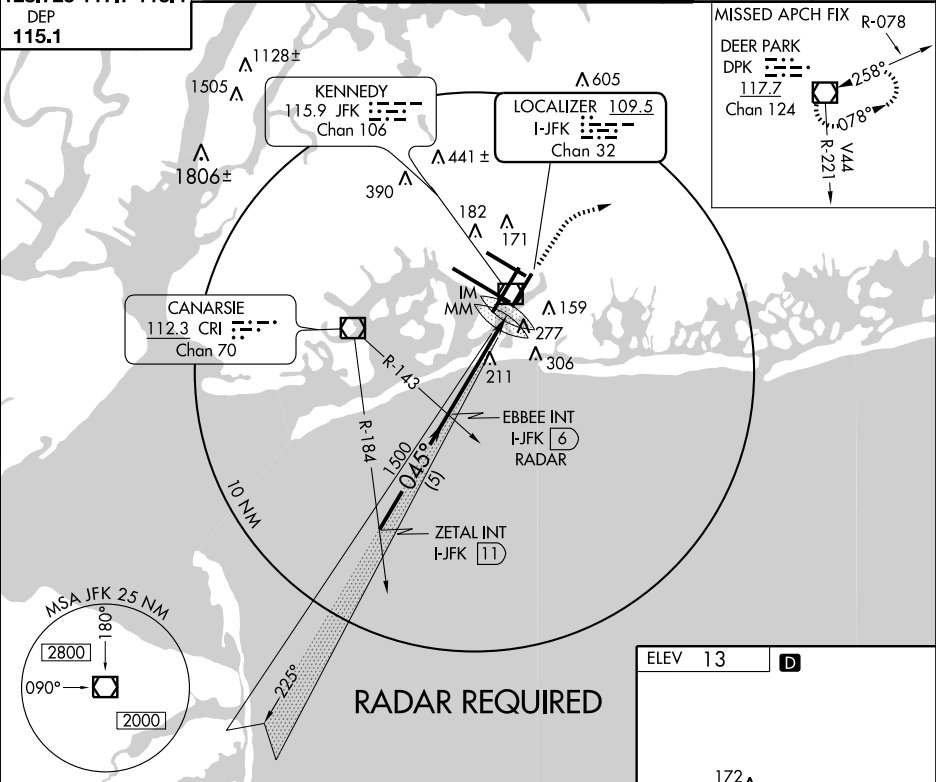 DEP
115.1
1128±
1505
1806±
KENNEDY
115.9 JFK
Chan 106
605
LOCALIZER 109.5
I-JFK
Chan 32
MISSED APCH FIX
R-078
DEER PARK
DPK
117.7
Chan 124
258°
078°
V44
R-221
441±
390
182
171
IM
MM
159
277
306
211
CANARSIE
112.3 CRI
Chan 70
R-143
R-184
EBBEE INT
I-JFK 6
RADAR
1500
045°
(5)
ZETAL INT
I-JFK 11
10 NM
225°
MSA JFK 25 NM
180°
2800
090°
2000
RADAR REQUIRED
ELEV 13
D
172